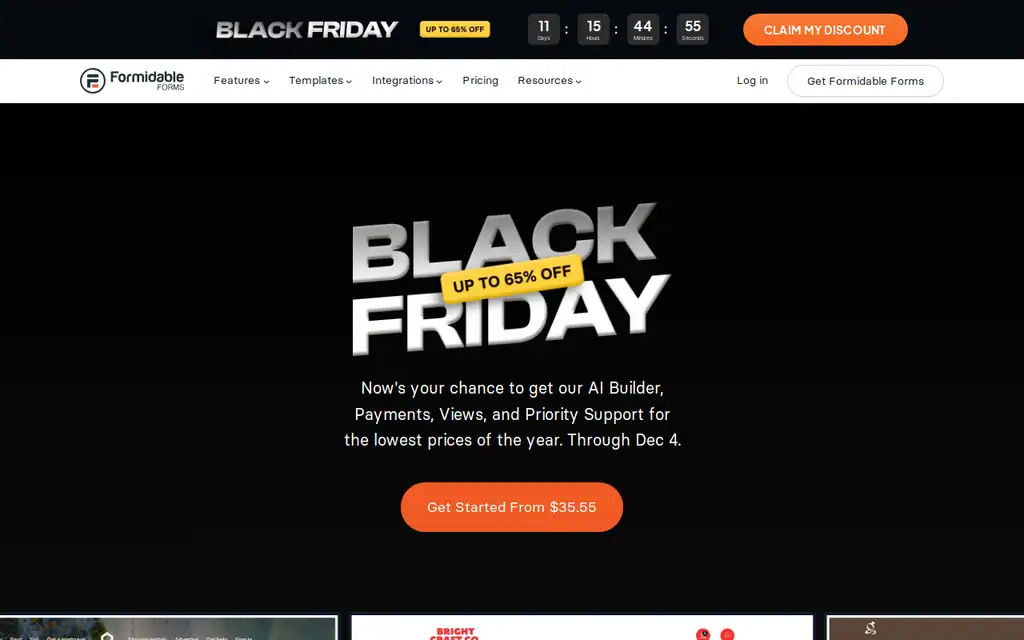 BLACK FRIDAY
UP TO 65% OFF
11 : 15 : 44 : 55
Days Hours Minutes Seconds
CLAIM MY DISCOUNT
Formidable
FORMS
Features
Templates
Integrations
Pricing
Resources
Log in
Get Formidable Forms
BLACK
UP TO 65% OFF
FRIDAY
Now's your chance to get our AI Builder,
Payments, Views, and Priority Support for
the lowest prices of the year. Through Dec 4.
Get Started From $35.55
BRIGHT
CRAFT CO